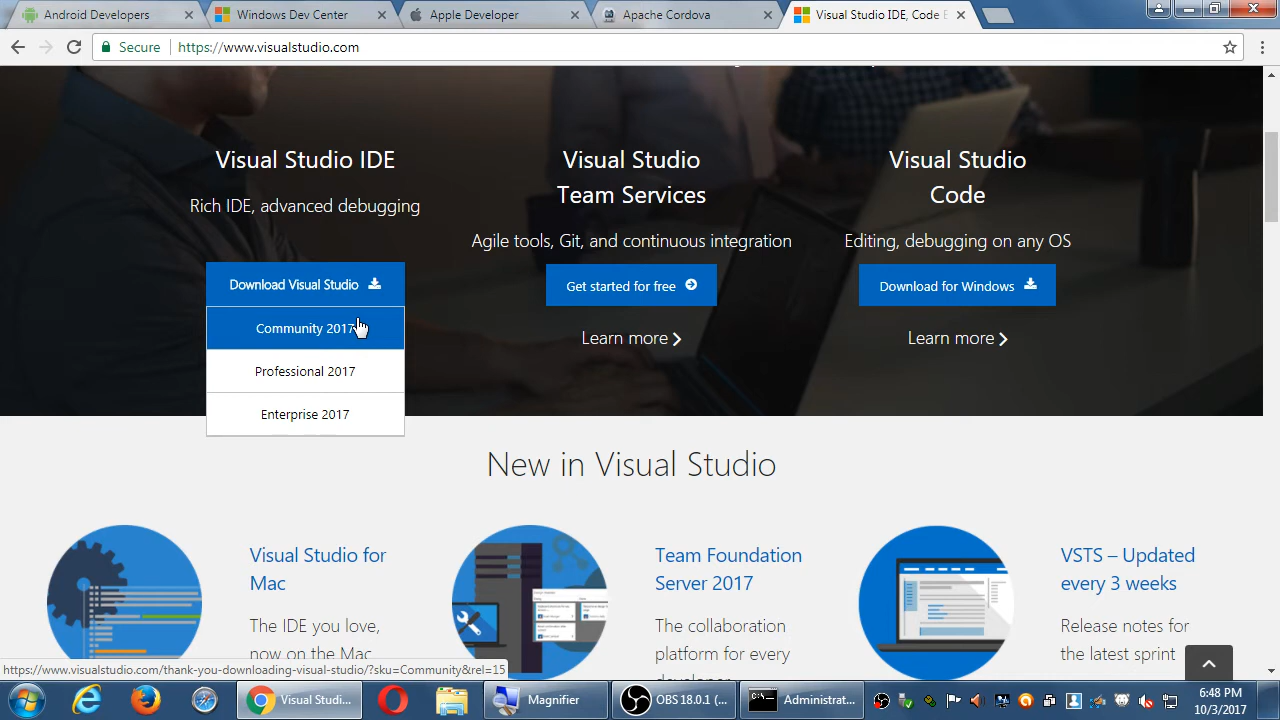 Android Developers
Windows Dev Center
Apple Developer
Apache Cordova
Visual Studio IDE, Code E
Secure
https://www.visualstudio.com
Visual Studio IDE
Rich IDE, advanced debugging
Download Visual Studio
Community 2017
Professional 2017
Enterprise 2017
Visual Studio
Team Services
Agile tools, Git, and continuous integration
Get started for free
Learn more
Visual Studio
Code
Editing, debugging on any OS
Download for Windows
Learn more
New in Visual Studio
Visual Studio for
Mac
The IDE you love,
now on the Mac
Team Foundation
Server 2017
The collaboration
platform for every
VSTS – Updated
every 3 weeks
Release notes for
the latest sprint
https://www.visualstudio.com/thank-you-downloading-visual-studio/?sku=Community&rel=15
Visual Studi...
Magnifier
OBS 18.0.1 (...
Administrat...
6:48 PM
10/3/2017